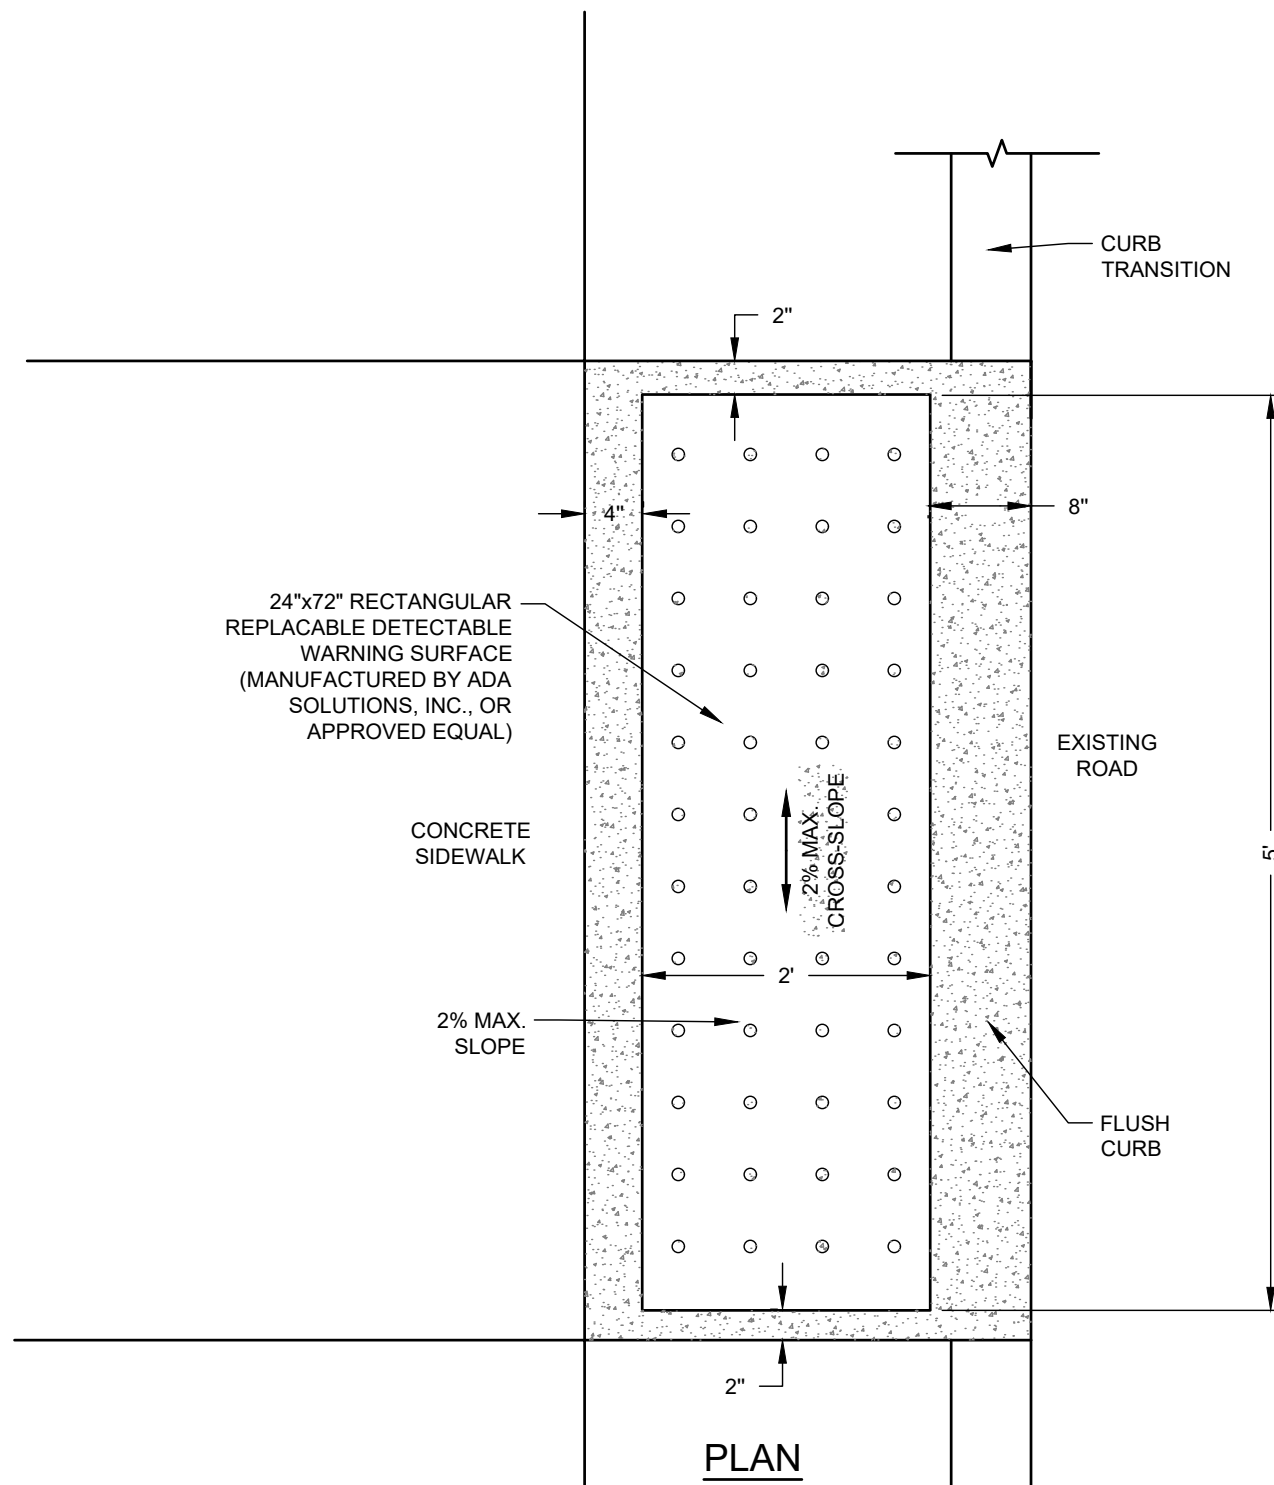 CURB
TRANSITION
2"
4"
8"
24"x72" RECTANGULAR
REPLACABLE DETECTABLE
WARNING SURFACE
(MANUFACTURED BY ADA
SOLUTIONS, INC., OR
APPROVED EQUAL)
EXISTING
ROAD
CONCRETE
SIDEWALK
2% MAX.
CROSS-SLOPE
5'
2'
2% MAX.
SLOPE
FLUSH
CURB
2"
PLAN